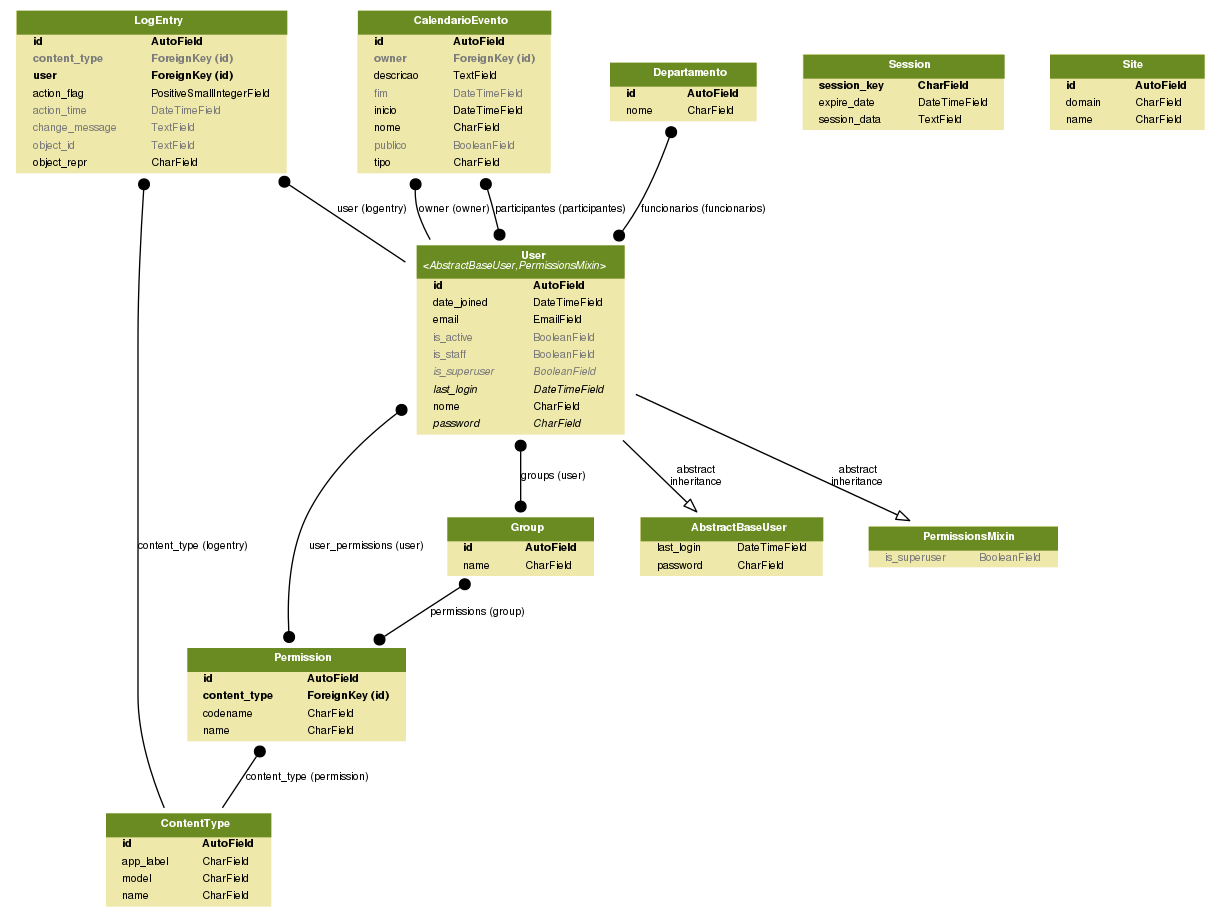 LogEntry
id AutoField
content_type ForeignKey (id)
user ForeignKey (id)
action_flag PositiveSmallIntegerField
action_time DateTimeField
change_message TextField
object_id TextField
object_repr CharField
CalendarioEvento
id AutoField
owner ForeignKey (id)
descricao TextField
fim DateTimeField
inicio DateTimeField
nome CharField
publico BooleanField
tipo CharField
Departamento
id AutoField
nome CharField
Session
session_key CharField
expire_date DateTimeField
session_data TextField
Site
id AutoField
domain CharField
name CharField
user (logentry)
owner (owner)
participantes (participantes)
funcionarios (funcionarios)
User
<AbstractBaseUser,PermissionsMixin>
id AutoField
date_joined DateTimeField
email EmailField
is_active BooleanField
is_staff BooleanField
is_superuser BooleanField
last_login DateTimeField
nome CharField
password CharField
groups (user)
abstract
inheritance
abstract
inheritance
content_type (logentry)
user_permissions (user)
Group
id AutoField
name CharField
AbstractBaseUser
last_login DateTimeField
password CharField
PermissionsMixin
is_superuser BooleanField
permissions (group)
Permission
id AutoField
content_type ForeignKey (id)
codename CharField
name CharField
content_type (permission)
ContentType
id AutoField
app_label CharField
model CharField
name CharField